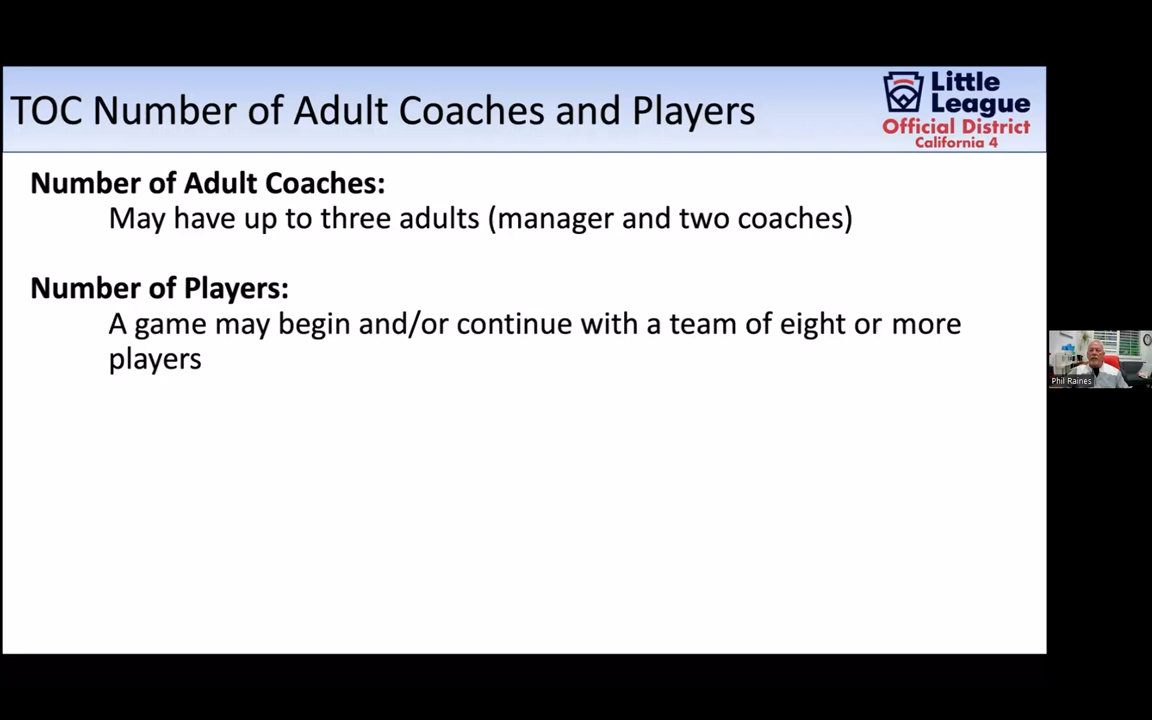 TOC Number of Adult Coaches and Players
Little
League
Official District
California 4
Number of Adult Coaches:
May have up to three adults (manager and two coaches)
Number of Players:
A game may begin and/or continue with a team of eight or more
players
Phil Raines